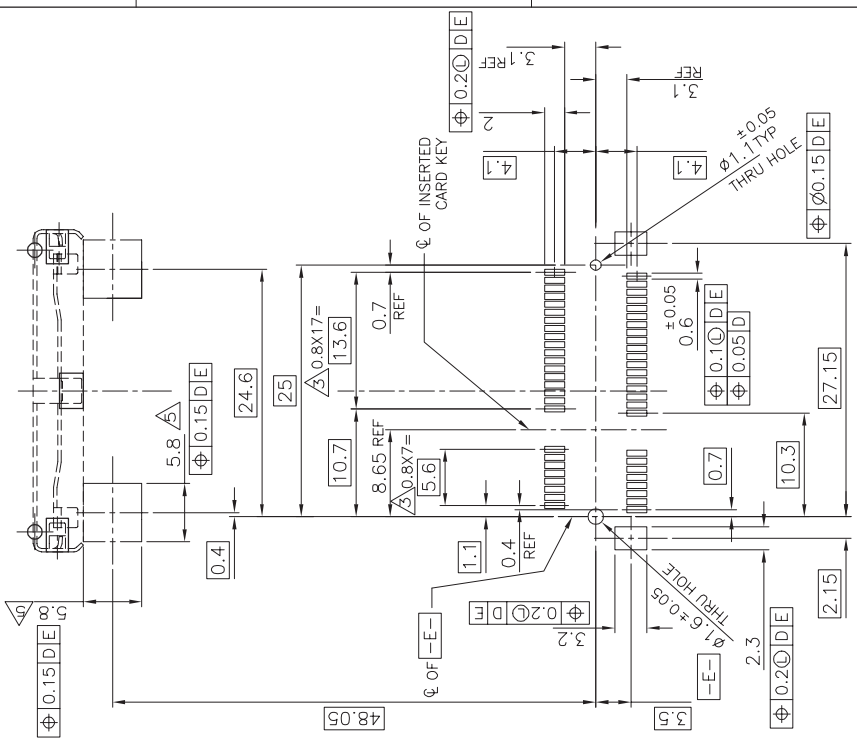 ⌖ 0.2Ⓛ D E
3.1 REF
2
3.1
REF
±0.05
Ø1.1 TYP
THRU HOLE
4.1
4.1
℄ OF INSERTED
CARD KEY
⌖ Ø0.15 D E
0.7
REF
3 0.8X17=
13.6
25
24.6
±0.05
0.6
⌖ 0.1Ⓛ D E
⌖ 0.05 D
27.15
5
5.8
⌖ 0.15 D E
10.7
8.65 REF
3 0.8X7=
5.6
10.3
0.7
0.4
1.1
0.4
REF
⌖ 0.2Ⓛ D E
3.2
℄ OF -E-
Ø1.6 ±0.05
THRU HOLE
-E-
2.3
⌖ 0.2Ⓛ D E
2.15
5.8 5
⌖ 0.15 D E
48.05
3.5